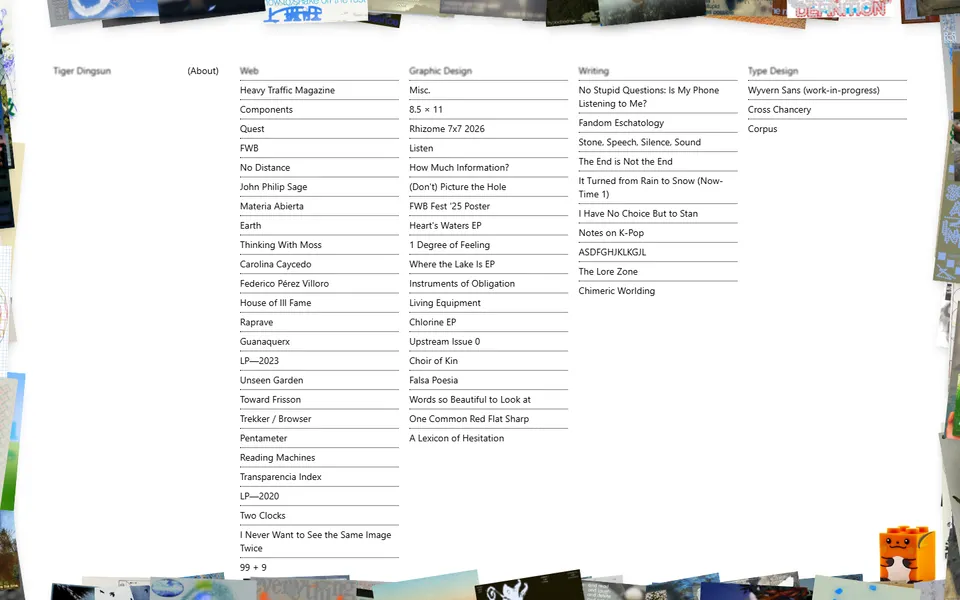 Tiger Dingsun
(About)
Web
Heavy Traffic Magazine
Components
Quest
FWB
No Distance
John Philip Sage
Materia Abierta
Earth
Thinking With Moss
Carolina Caycedo
Federico Pérez Villoro
House of Ill Fame
Raprave
Guanaquerx
LP—2023
Unseen Garden
Toward Frisson
Trekker / Browser
Pentameter
Reading Machines
Transparencia Index
LP—2020
Two Clocks
I Never Want to See the Same Image
Twice
99 + 9
Graphic Design
Misc.
8.5 × 11
Rhizome 7x7 2026
Listen
How Much Information?
(Don't) Picture the Hole
FWB Fest '25 Poster
Heart's Waters EP
1 Degree of Feeling
Where the Lake Is EP
Instruments of Obligation
Living Equipment
Chlorine EP
Upstream Issue 0
Choir of Kin
Falsa Poesia
Words so Beautiful to Look at
One Common Red Flat Sharp
A Lexicon of Hesitation
Writing
No Stupid Questions: Is My Phone
Listening to Me?
Fandom Eschatology
Stone, Speech, Silence, Sound
The End is Not the End
It Turned from Rain to Snow (Now-
Time 1)
I Have No Choice But to Stan
Notes on K-Pop
ASDFGHJKLKGJL
The Lore Zone
Chimeric Worlding
Type Design
Wyvern Sans (work-in-progress)
Cross Chancery
Corpus